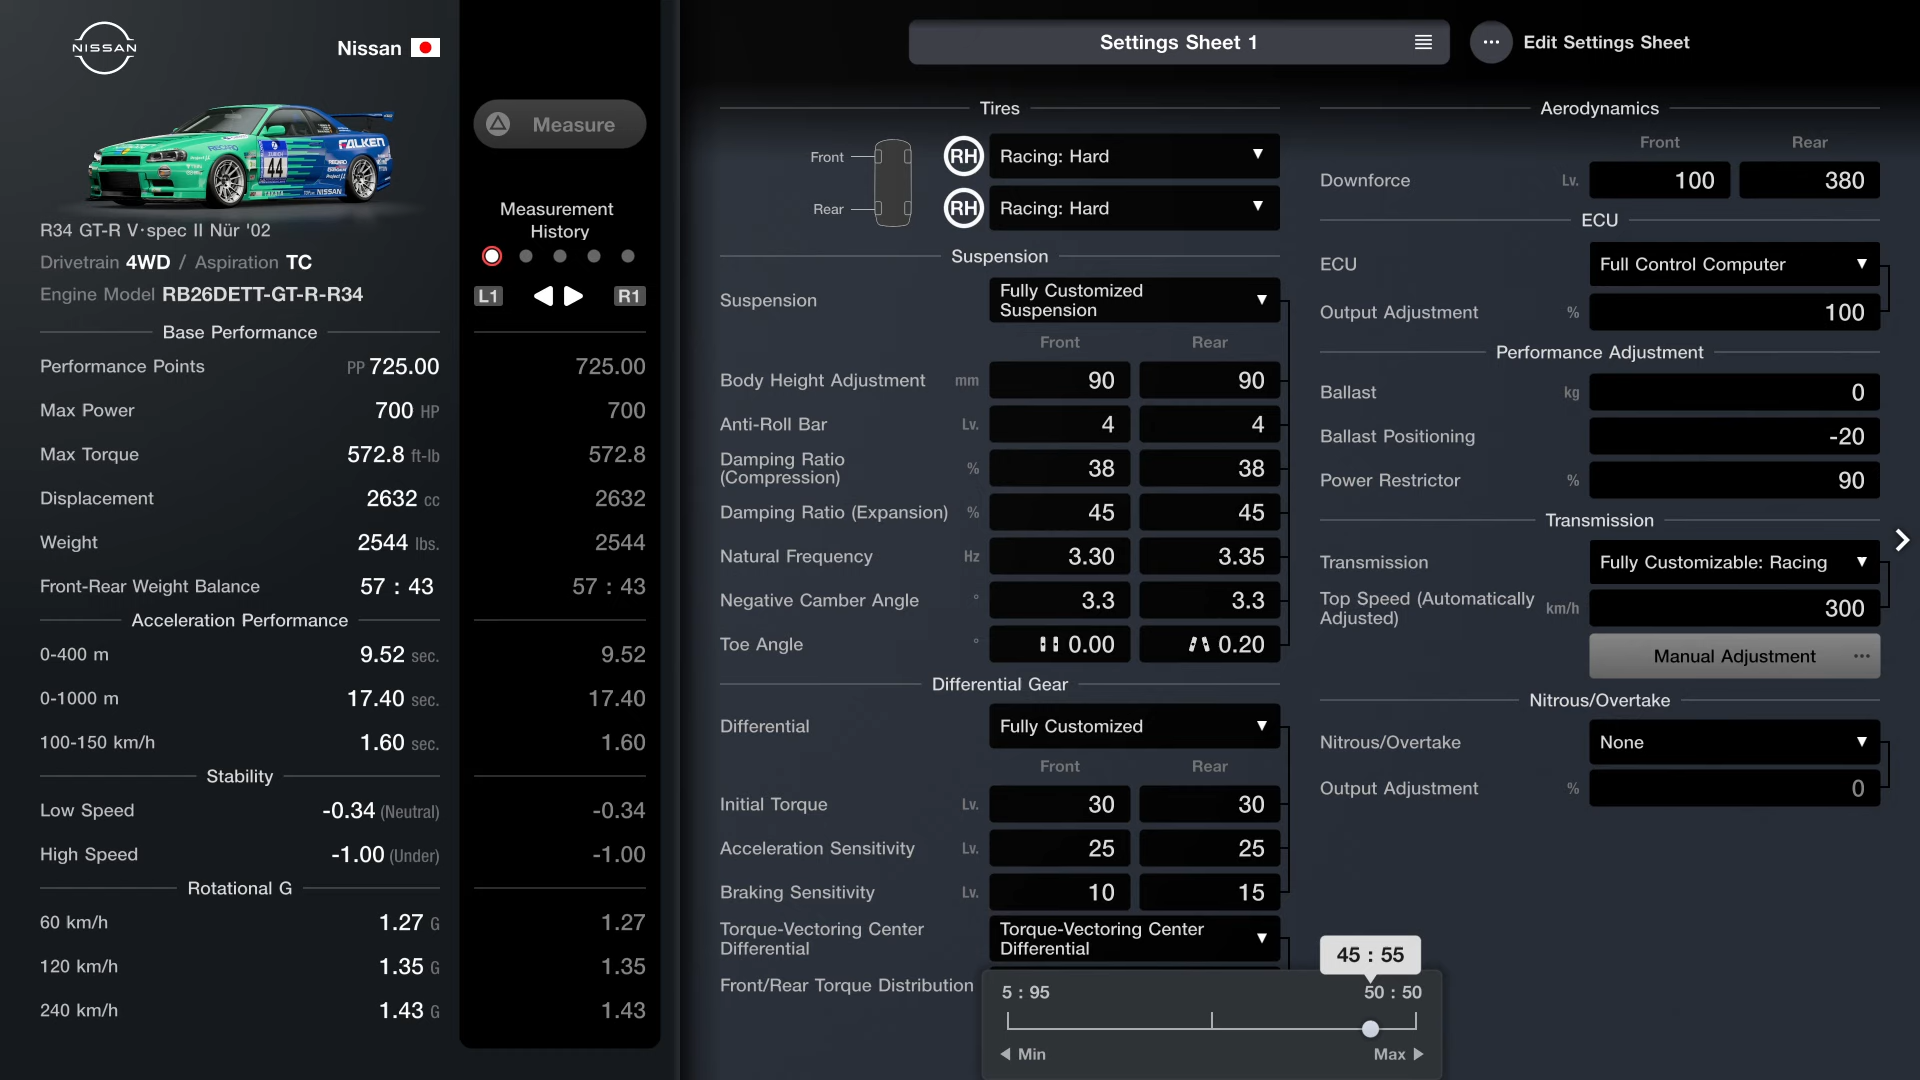 NISSAN
Nissan
FALKEN
44
R34 GT-R V·spec II Nür '02
Drivetrain 4WD / Aspiration TC
Engine Model RB26DETT-GT-R-R34
Base Performance
Performance Points PP 725.00
Max Power 700 HP
Max Torque 572.8 ft-lb
Displacement 2632 cc
Weight 2544 lbs.
Front-Rear Weight Balance 57 : 43
Acceleration Performance
0-400 m 9.52 sec.
0-1000 m 17.40 sec.
100-150 km/h 1.60 sec.
Stability
Low Speed -0.34 (Neutral)
High Speed -1.00 (Under)
Rotational G
60 km/h 1.27 G
120 km/h 1.35 G
240 km/h 1.43 G
Measure
Measurement
History
L1 R1
725.00
700
572.8
2632
2544
57 : 43
9.52
17.40
1.60
-0.34
-1.00
1.27
1.35
1.43
Settings Sheet 1
Edit Settings Sheet
Tires
Front RH Racing: Hard
Rear RH Racing: Hard
Suspension
Suspension Fully Customized
Suspension
Front Rear
Body Height Adjustment mm 90 90
Anti-Roll Bar Lv. 4 4
Damping Ratio
(Compression) % 38 38
Damping Ratio (Expansion) % 45 45
Natural Frequency Hz 3.30 3.35
Negative Camber Angle ° 3.3 3.3
Toe Angle ° 0.00 0.20
Differential Gear
Differential Fully Customized
Front Rear
Initial Torque Lv. 30 30
Acceleration Sensitivity Lv. 25 25
Braking Sensitivity Lv. 10 15
Torque-Vectoring Center
Differential
Torque-Vectoring Center
Differential
Front/Rear Torque Distribution
45 : 55
5 : 95 50 : 50
Min Max
Aerodynamics
Front Rear
Downforce Lv. 100 380
ECU
ECU Full Control Computer
Output Adjustment % 100
Performance Adjustment
Ballast kg 0
Ballast Positioning -20
Power Restrictor % 90
Transmission
Transmission Fully Customizable: Racing
Top Speed (Automatically
Adjusted) km/h 300
Manual Adjustment
Nitrous/Overtake
Nitrous/Overtake None
Output Adjustment % 0